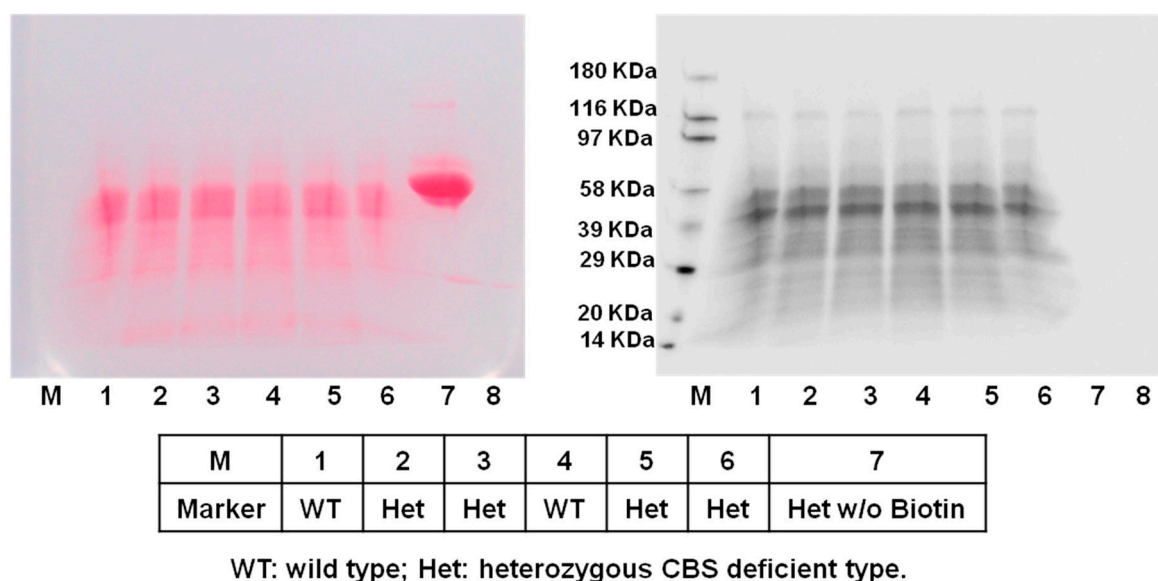 180 KDa
116 KDa
97 KDa
58 KDa
39 KDa
29 KDa
20 KDa
14 KDa
M 1 2 3 4 5 6 7 8
M 1 2 3 4 5 6 7 8
M 1 2 3 4 5 6 7
Marker WT Het Het WT Het Het Het w/o Biotin
WT: wild type; Het: heterozygous CBS deficient type.